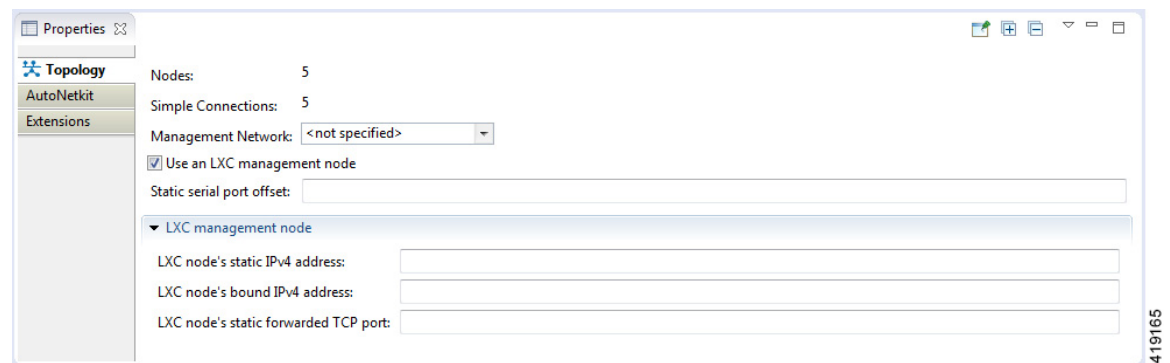 Properties
Topology
AutoNetkit
Extensions
Nodes: 5
Simple Connections: 5
Management Network: <not specified>
Use an LXC management node
Static serial port offset:
LXC management node
LXC node's static IPv4 address:
LXC node's bound IPv4 address:
LXC node's static forwarded TCP port:
419165